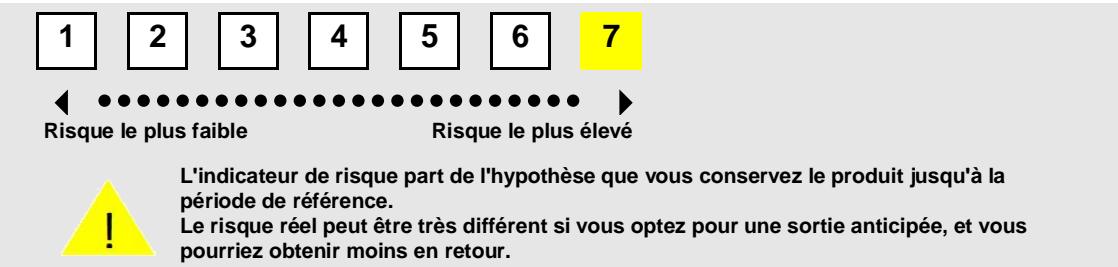 1 2 3 4 5 6 7
Risque le plus faible Risque le plus élevé
L'indicateur de risque part de l'hypothèse que vous conservez le produit jusqu'à la
période de référence.
Le risque réel peut être très différent si vous optez pour une sortie anticipée, et vous
pourriez obtenir moins en retour.
!